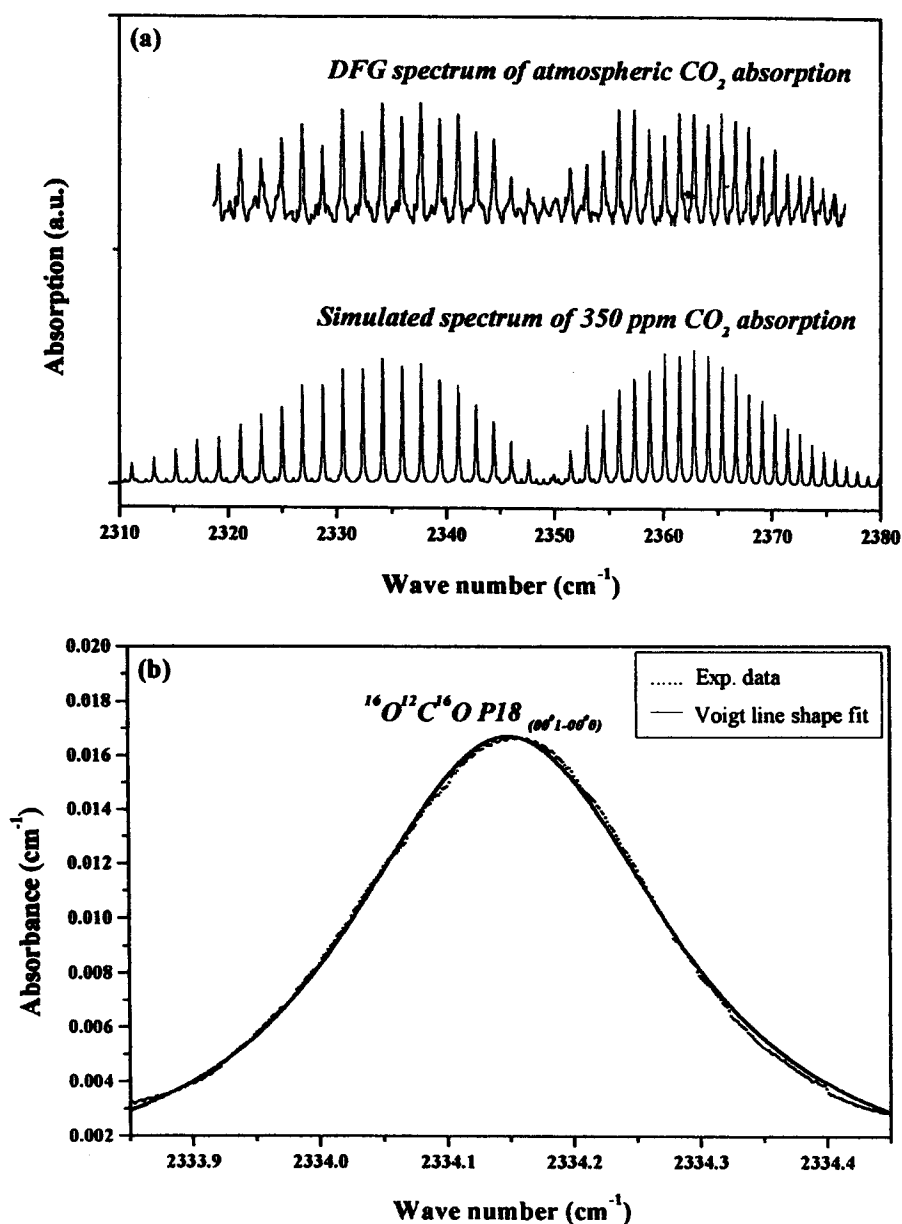 (a)
DFG spectrum of atmospheric CO₂ absorption
Simulated spectrum of 350 ppm CO₂ absorption
Absorption (a.u.)
2310 2320 2330 2340 2350 2360 2370 2380
Wave number (cm⁻¹)
(b)
¹⁶O¹²C¹⁶O P18 (00⁰1-00⁰0)
...... Exp. data
— Voigt line shape fit
0.020
0.018
0.016
0.014
0.012
0.010
0.008
0.006
0.004
0.002
Absorbance (cm⁻¹)
2333.9 2334.0 2334.1 2334.2 2334.3 2334.4
Wave number (cm⁻¹)